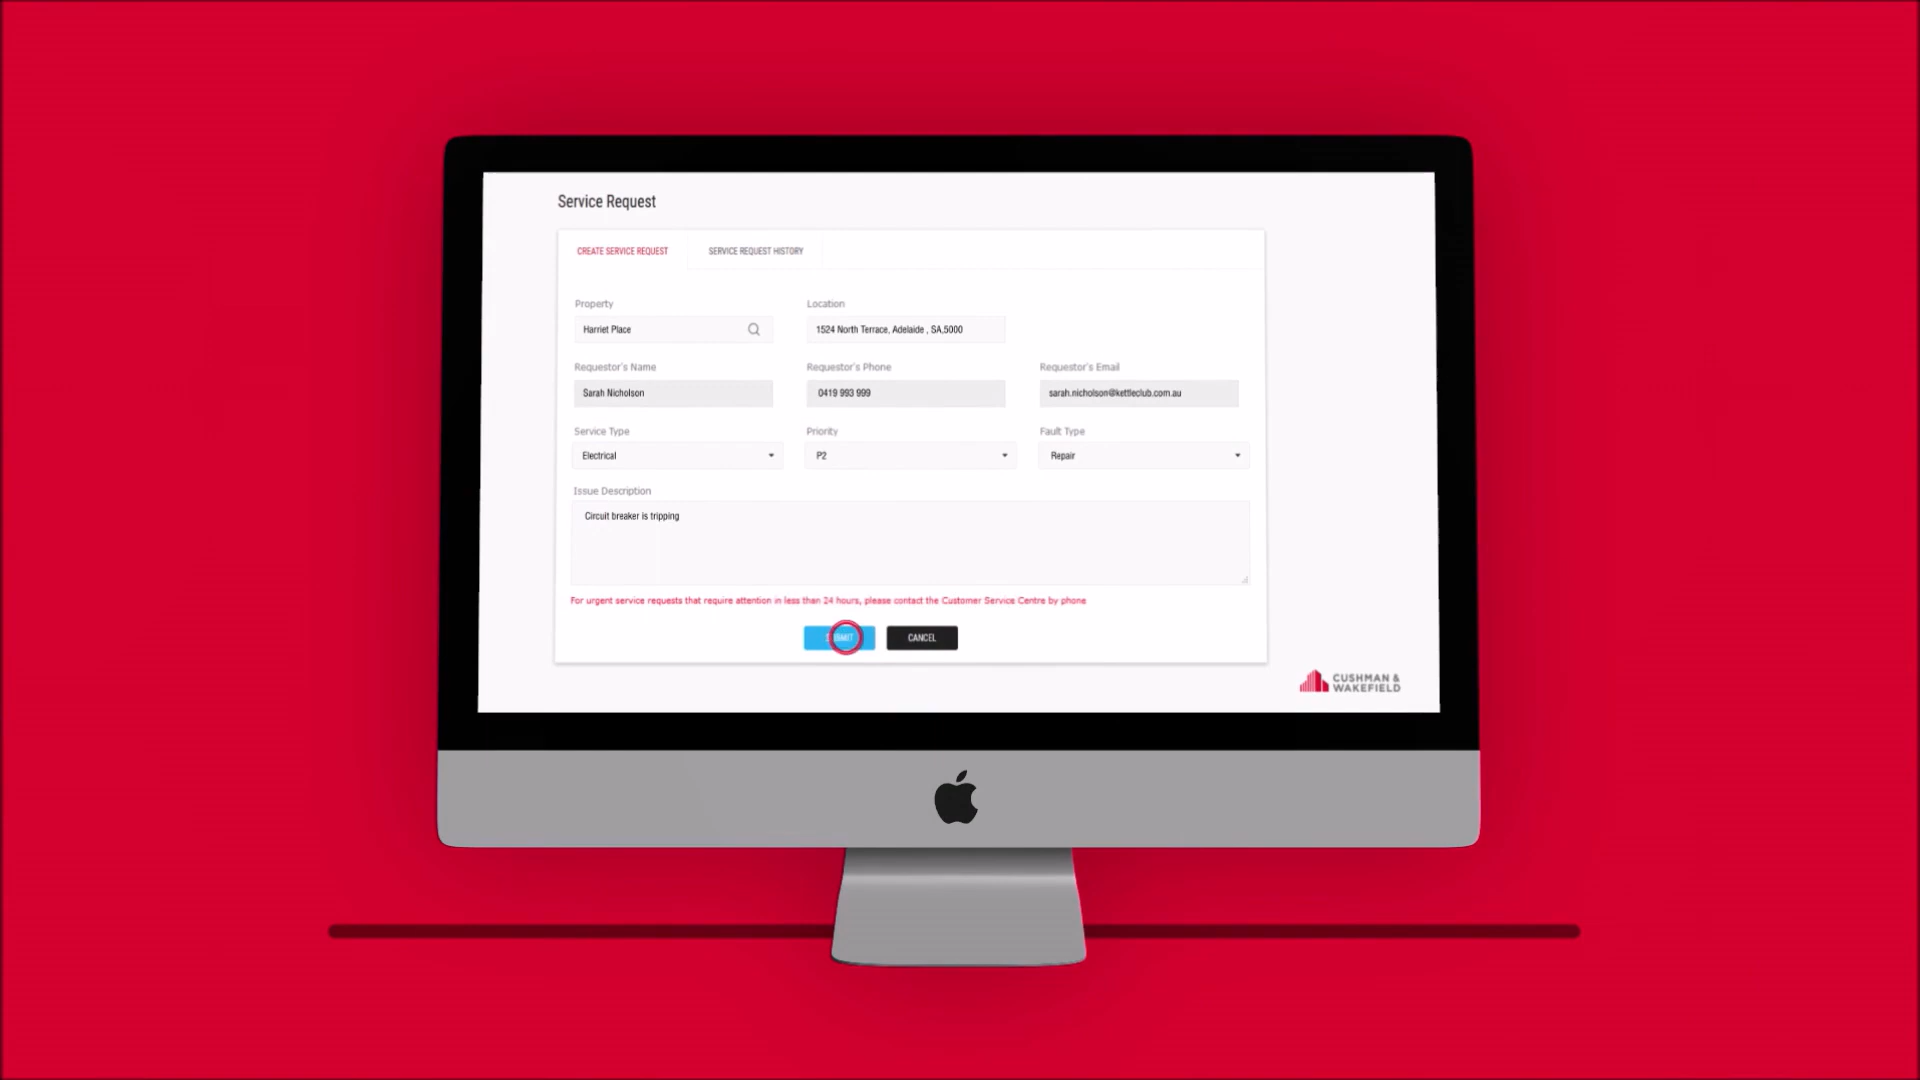 Service Request
CREATE SERVICE REQUEST
SERVICE REQUEST HISTORY
Property
Location
Harriet Place
1524 North Terrace, Adelaide , SA,5000
Requestor's Name
Requestor's Phone
Requestor's Email
Sarah Nicholson
0419 993 999
sarah.nicholson@kettleclub.com.au
Service Type
Priority
Fault Type
Electrical
P2
Repair
Issue Description
Circuit breaker is tripping
For urgent service requests that require attention in less than 24 hours, please contact the Customer Service Centre by phone
SUBMIT
CANCEL
CUSHMAN &
WAKEFIELD